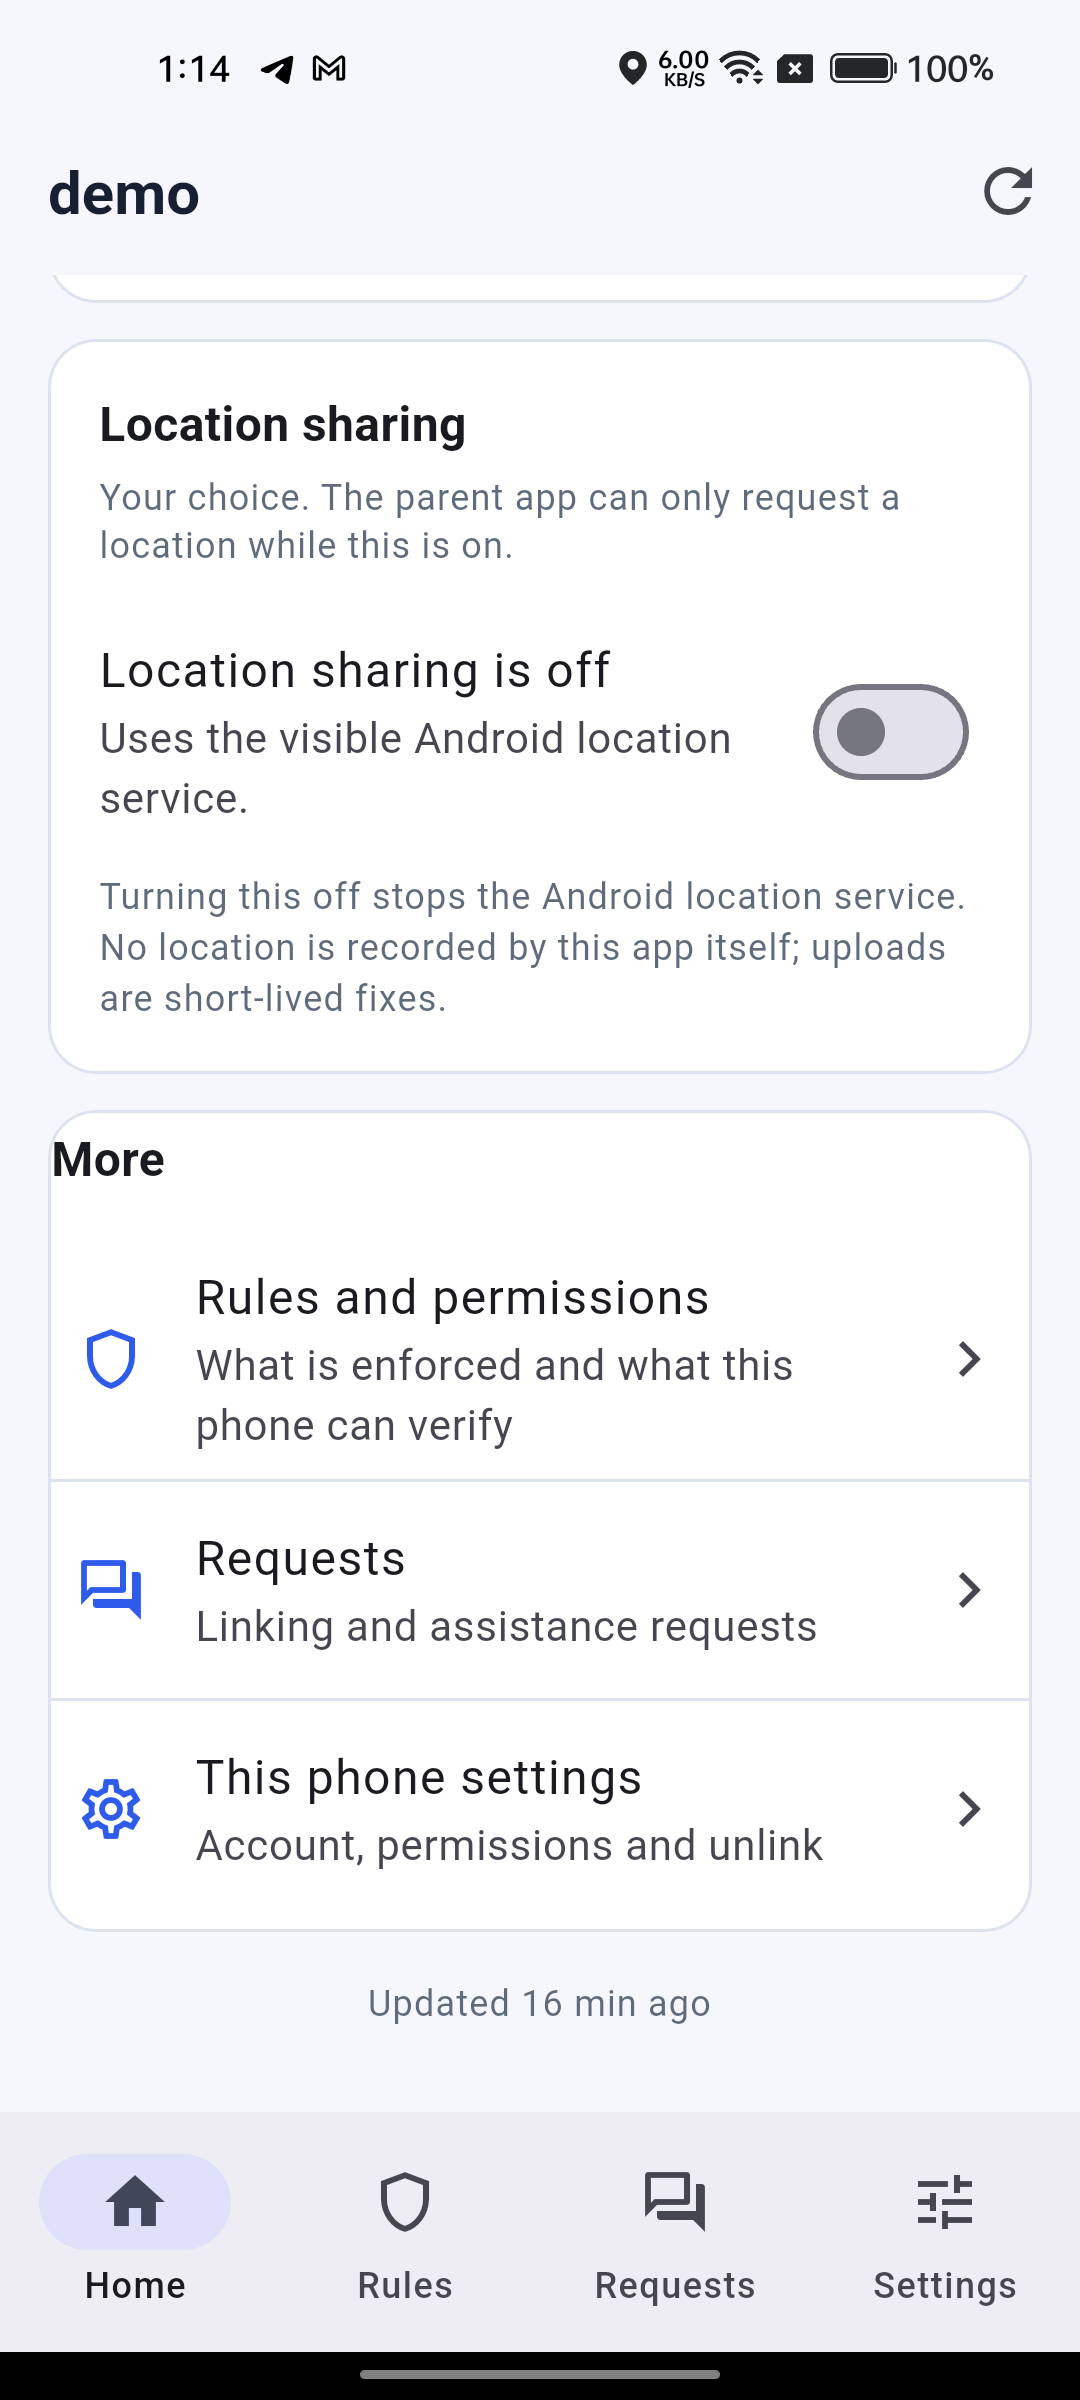 1:14
6.00
KB/S
100%
demo
Location sharing
Your choice. The parent app can only request a
location while this is on.
Location sharing is off
Uses the visible Android location
service.
Turning this off stops the Android location service.
No location is recorded by this app itself; uploads
are short-lived fixes.
More
Rules and permissions
What is enforced and what this
phone can verify
Requests
Linking and assistance requests
This phone settings
Account, permissions and unlink
Updated 16 min ago
Home
Rules
Requests
Settings